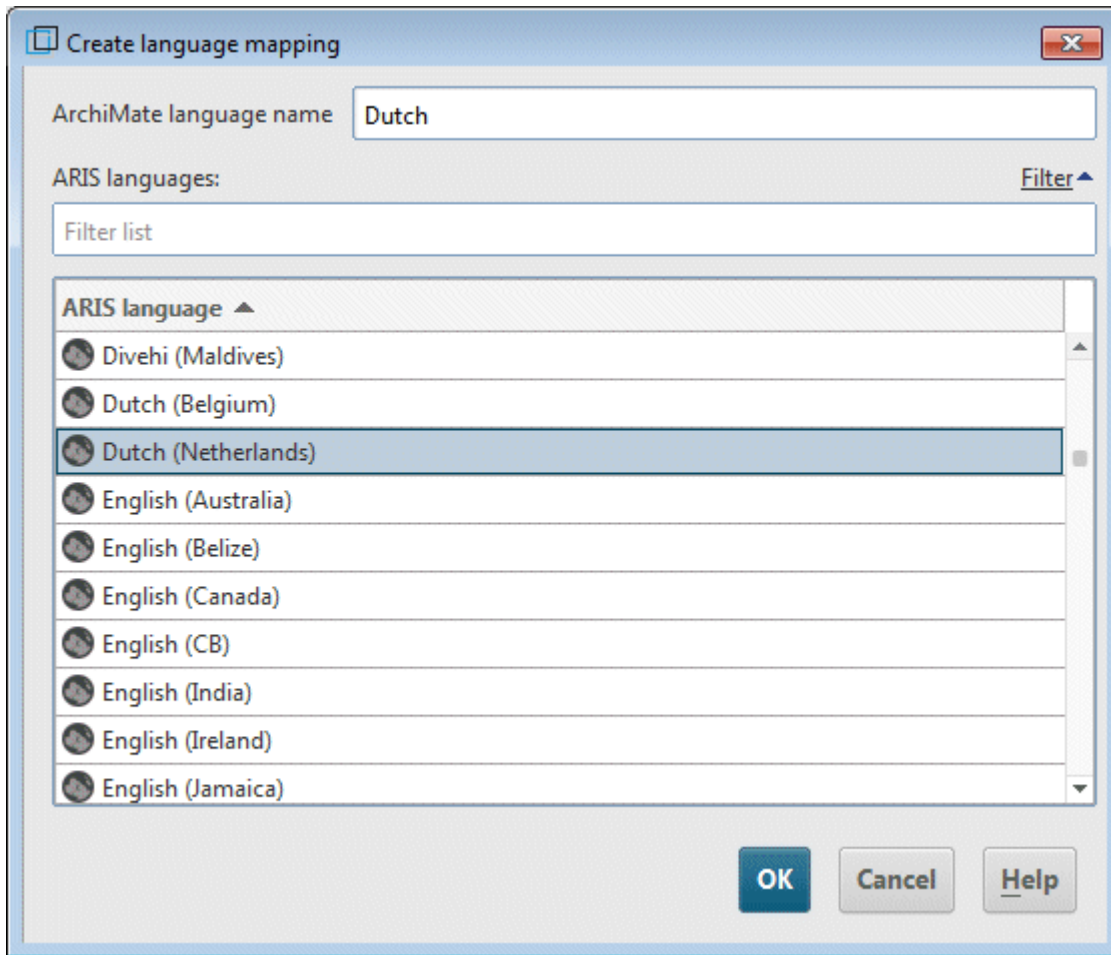 Create language mapping
ArchiMate language name Dutch
ARIS languages: Filter
Filter list
ARIS language
Divehi (Maldives)
Dutch (Belgium)
Dutch (Netherlands)
English (Australia)
English (Belize)
English (Canada)
English (CB)
English (India)
English (Ireland)
English (Jamaica)
OK Cancel Help